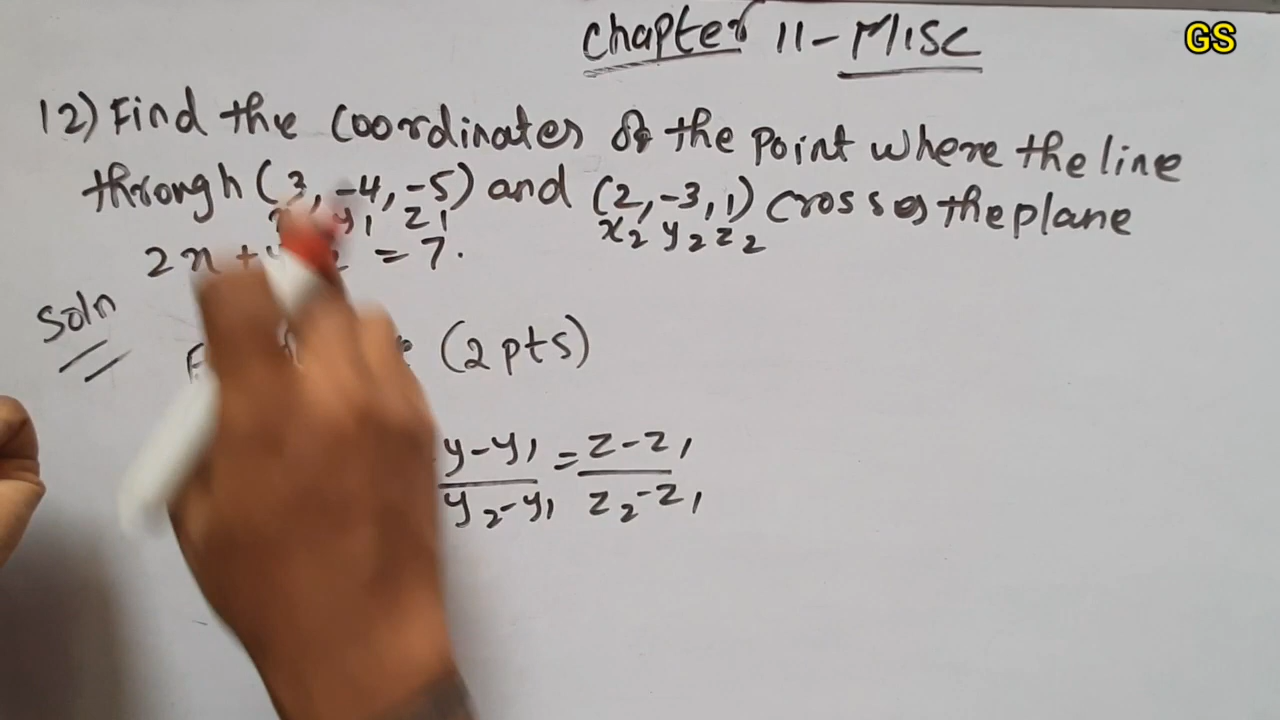 Chapter 11-MISC
GS
12) Find the coordinates of the point where the line
through (3, -4, -5) and (2, -3, 1) crosses the plane
y1 z1 x2 y2 z2
2x + = 7.
Soln
(2 pts)
y-y1 = z-z1
y2-y1 z2-z1